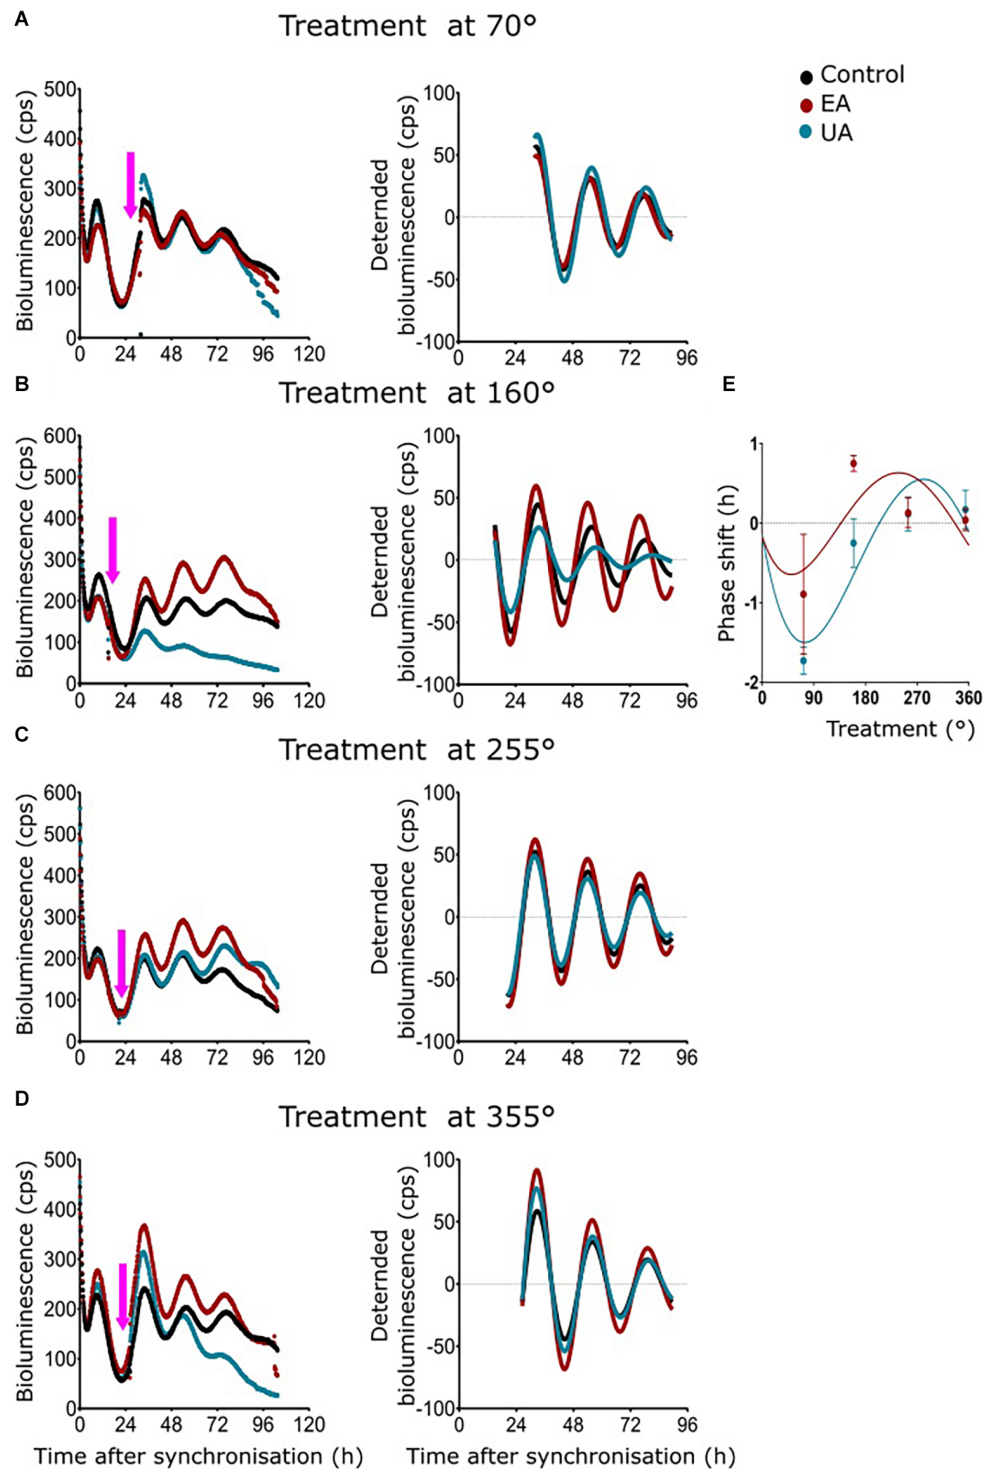 A
Treatment at 70°
Control
EA
UA
Bioluminescence (cps)
500
400
300
200
100
0
0 24 48 72 96 120
Deternded
bioluminescence (cps)
100
50
0
-50
-100
0 24 48 72 96
B
Treatment at 160°
Bioluminescence (cps)
600
500
400
300
200
100
0
0 24 48 72 96 120
Deternded
bioluminescence (cps)
100
50
0
-50
-100
0 24 48 72 96
E
Phase shift (h)
1
0
-1
-2
0 90 180 270 360
Treatment (°)
C
Treatment at 255°
Bioluminescence (cps)
600
500
400
300
200
100
0
0 24 48 72 96 120
Deternded
bioluminescence (cps)
100
50
0
-50
-100
0 24 48 72 96
D
Treatment at 355°
Bioluminescence (cps)
500
400
300
200
100
0
0 24 48 72 96 120
Time after synchronisation (h)
Deternded
bioluminescence (cps)
100
50
0
-50
-100
0 24 48 72 96
Time after synchronisation (h)